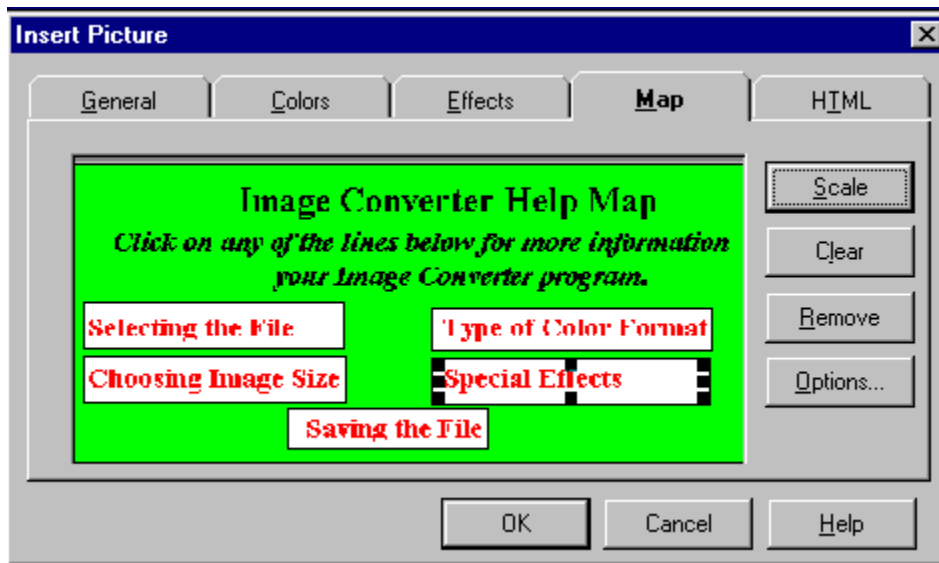 Insert Picture
General Colors Effects Map HTML
Image Converter Help Map
Click on any of the lines below for more information
your Image Converter program.
Selecting the File Type of Color Format
Choosing Image Size Special Effects
Saving the File
Scale
Clear
Remove
Options...
OK Cancel Help